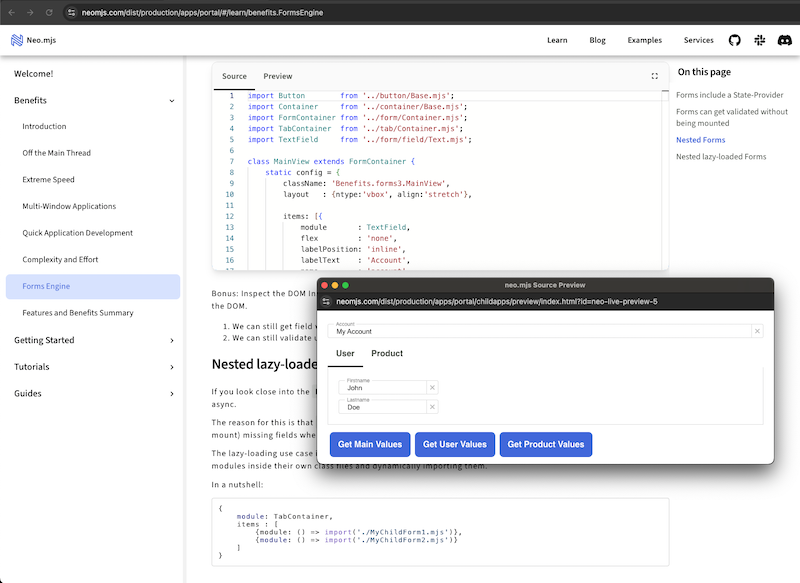 neomjs.com/dist/production/apps/portal/#/learn/benefits.FormsEngine
Neo.mjs
Learn
Blog
Examples
Services
Welcome!
Benefits
Introduction
Off the Main Thread
Extreme Speed
Multi-Window Applications
Quick Application Development
Complexity and Effort
Forms Engine
Features and Benefits Summary
Getting Started
Tutorials
Guides
Source
Preview
1 import Button from '../button/Base.mjs';
2 import Container from '../container/Base.mjs';
3 import FormContainer from '../form/Container.mjs';
4 import TabContainer from '../tab/Container.mjs';
5 import TextField from '../form/field/Text.mjs';
6
7 class MainView extends FormContainer {
8 static config = {
9 className: 'Benefits.forms3.MainView',
10 layout : {ntype:'vbox', align:'stretch'},
11
12 items: [{
13 module : TextField,
14 flex : 'none',
15 labelPosition: 'inline',
16 labelText : 'Account',
Bonus: Inspect the DOM
the DOM.
1. We can still get field
2. We can still validate
Nested lazy-loade
If you look close into the
async.
The reason for this is that
mount) missing fields whe
The lazy-loading use case
modules inside their own class files and dynamically importing them.
In a nutshell:
{
module: TabContainer,
items : [
{module: () => import('./MyChildForm1.mjs')},
{module: () => import('./MyChildForm2.mjs')}
]
}
neo.mjs Source Preview
neomjs.com/dist/production/apps/portal/childapps/preview/index.html?id=neo-live-preview-5
Account
My Account
User
Product
Firstname
John
Lastname
Doe
Get Main Values
Get User Values
Get Product Values
On this page
Forms include a State-Provider
Forms can get validated without
being mounted
Nested Forms
Nested lazy-loaded Forms